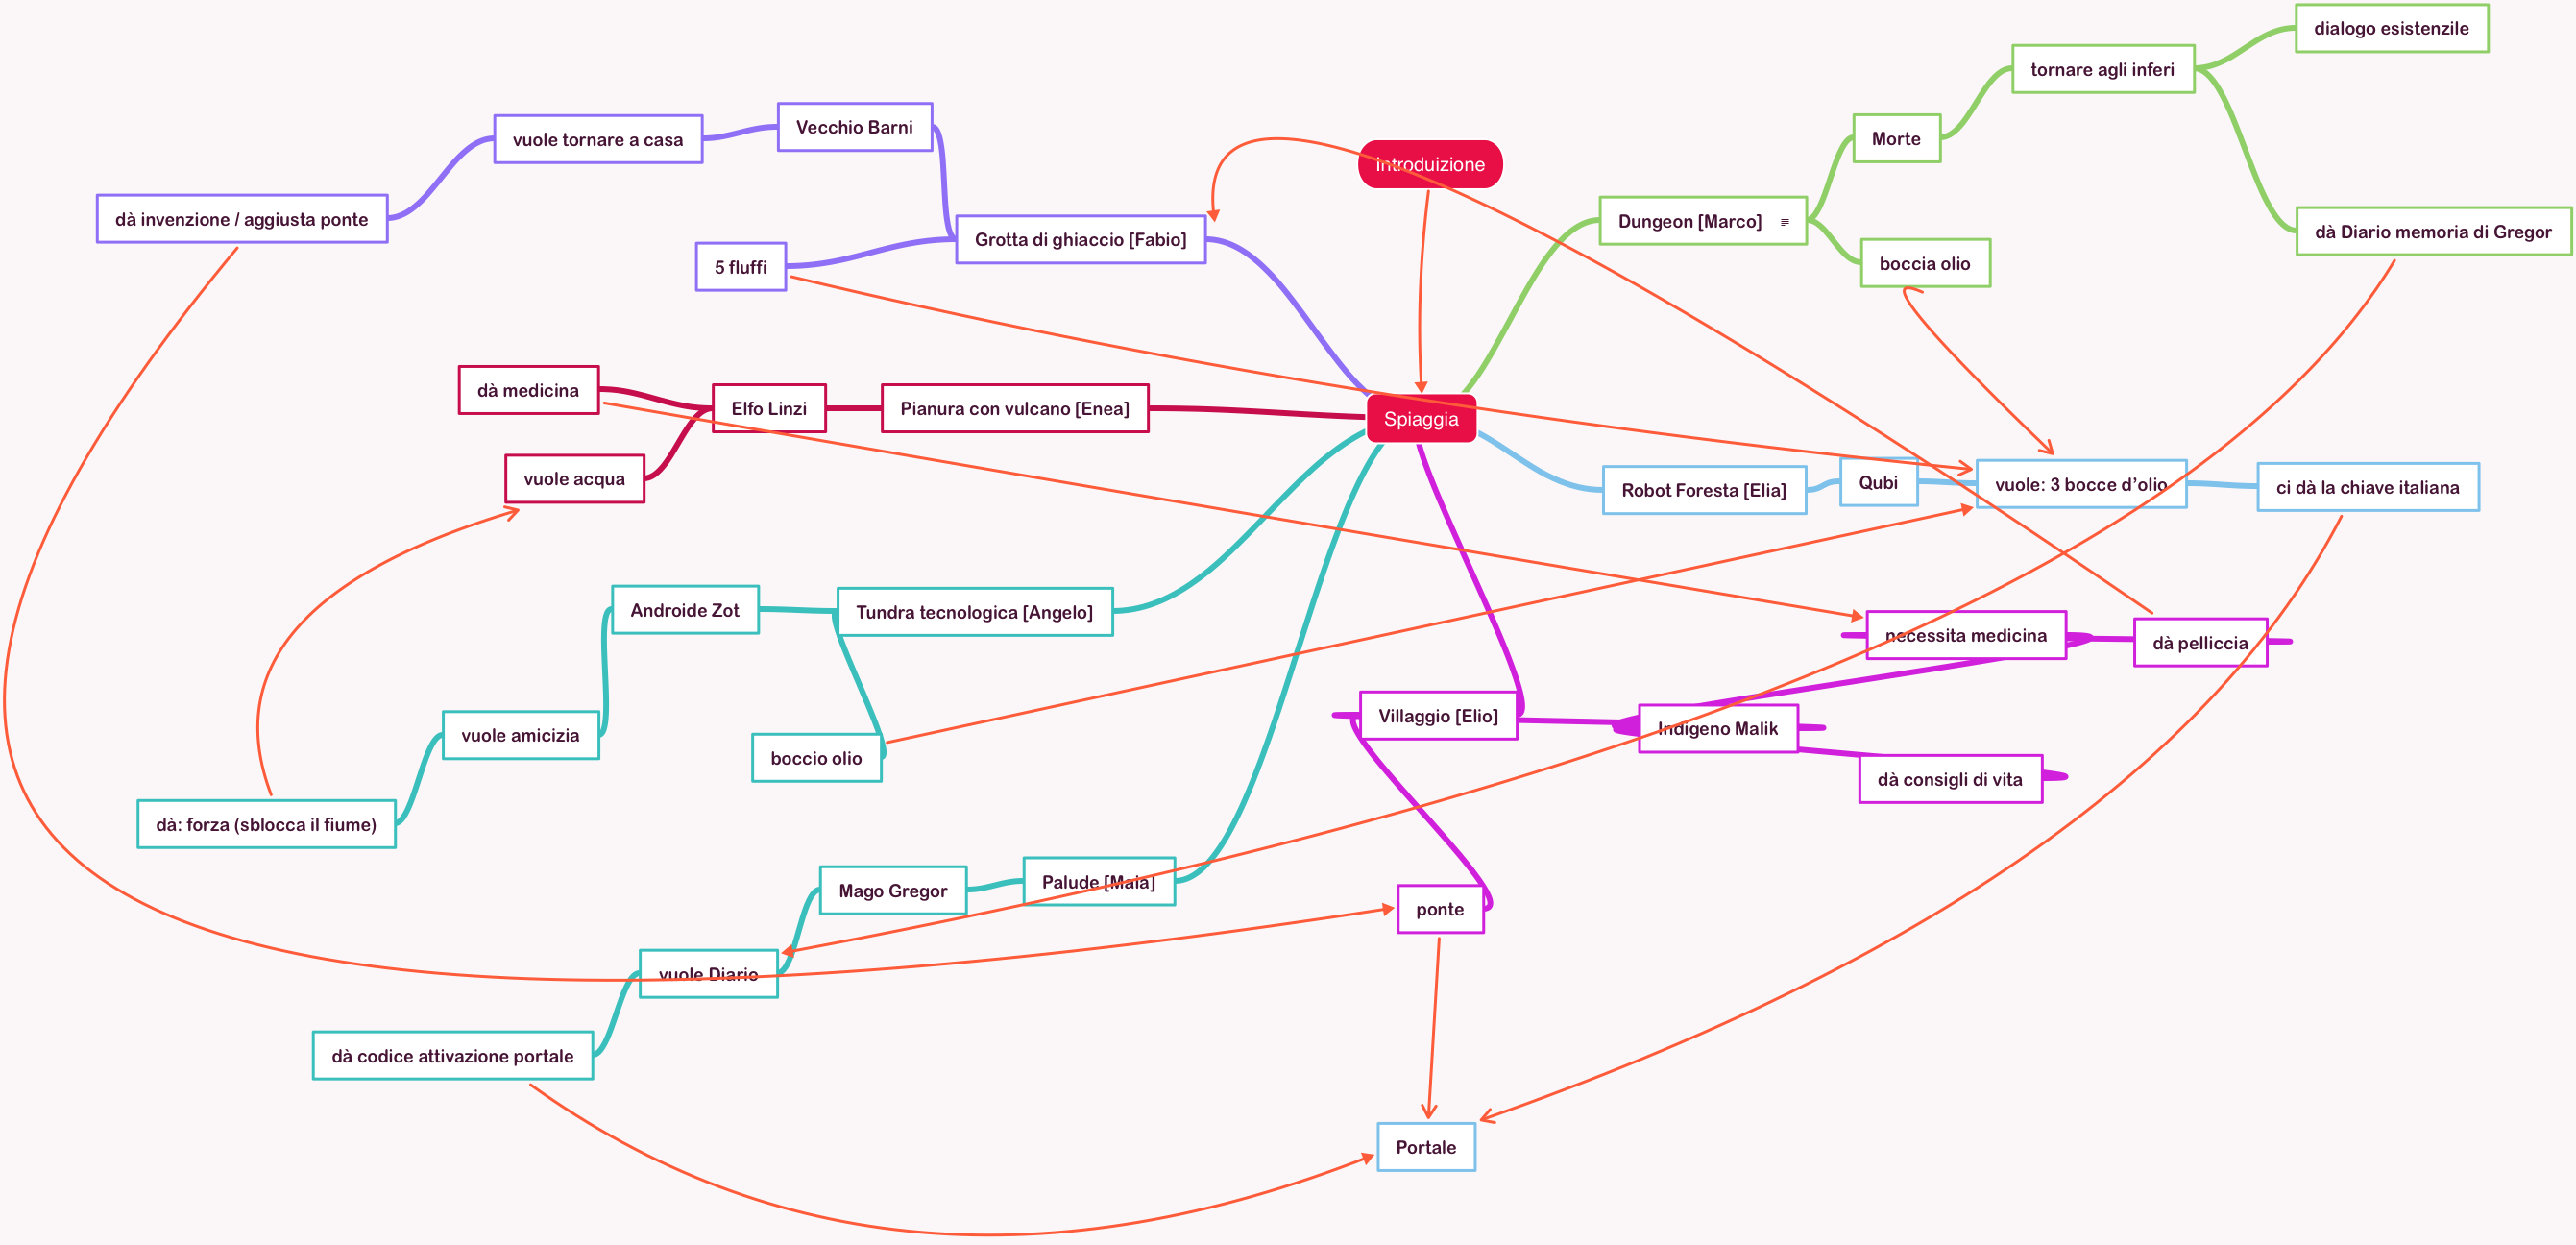 dialogo esistenzile
tornare agli inferi
Vecchio Barni
vuole tornare a casa
Morte
Introduizione
dà invenzione / aggiusta ponte
Dungeon [Marco]
dà Diario memoria di Gregor
Grotta di ghiaccio [Fabio]
5 fluffi
boccia olio
dà medicina
Elfo Linzi
Pianura con vulcano [Enea]
Spiaggia
vuole acqua
Robot Foresta [Elia]
Qubi
vuole: 3 bocce d’olio
ci dà la chiave italiana
Androide Zot
Tundra tecnologica [Angelo]
necessita medicina
dà pelliccia
Villaggio [Elio]
Indigeno Malik
vuole amicizia
boccio olio
dà consigli di vita
dà: forza (sblocca il fiume)
Mago Gregor
Palude [Maia]
ponte
vuole Diario
dà codice attivazione portale
Portale